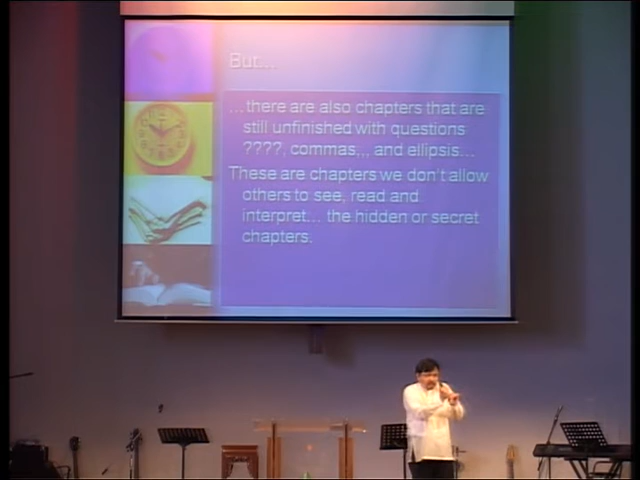 But...
...there are also chapters that are
still unfinished with questions
????, commas,,, and ellipsis...
These are chapters we don't allow
others to see, read and
interpret... the hidden or secret
chapters.